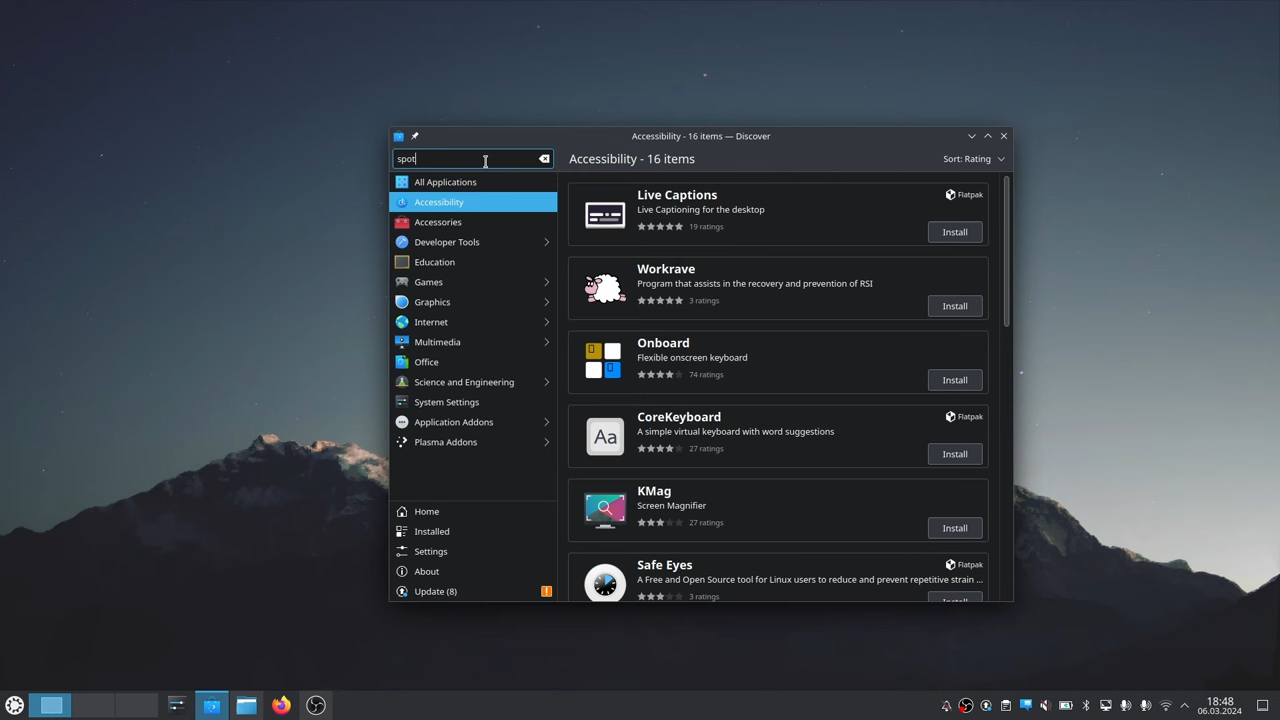 Accessibility - 16 items — Discover
spot
Accessibility - 16 items
Sort: Rating
All Applications
Accessibility
Accessories
Developer Tools
Education
Games
Graphics
Internet
Multimedia
Office
Science and Engineering
System Settings
Application Addons
Plasma Addons
Home
Installed
Settings
About
Update (8)
Live Captions
Flatpak
Live Captioning for the desktop
19 ratings
Install
Workrave
Program that assists in the recovery and prevention of RSI
3 ratings
Install
Onboard
Flexible onscreen keyboard
74 ratings
Install
CoreKeyboard
Flatpak
A simple virtual keyboard with word suggestions
27 ratings
Aa
Install
KMag
Screen Magnifier
27 ratings
Install
Safe Eyes
Flatpak
A Free and Open Source tool for Linux users to reduce and prevent repetitive strain ...
3 ratings
Install
18:48
06.03.2024